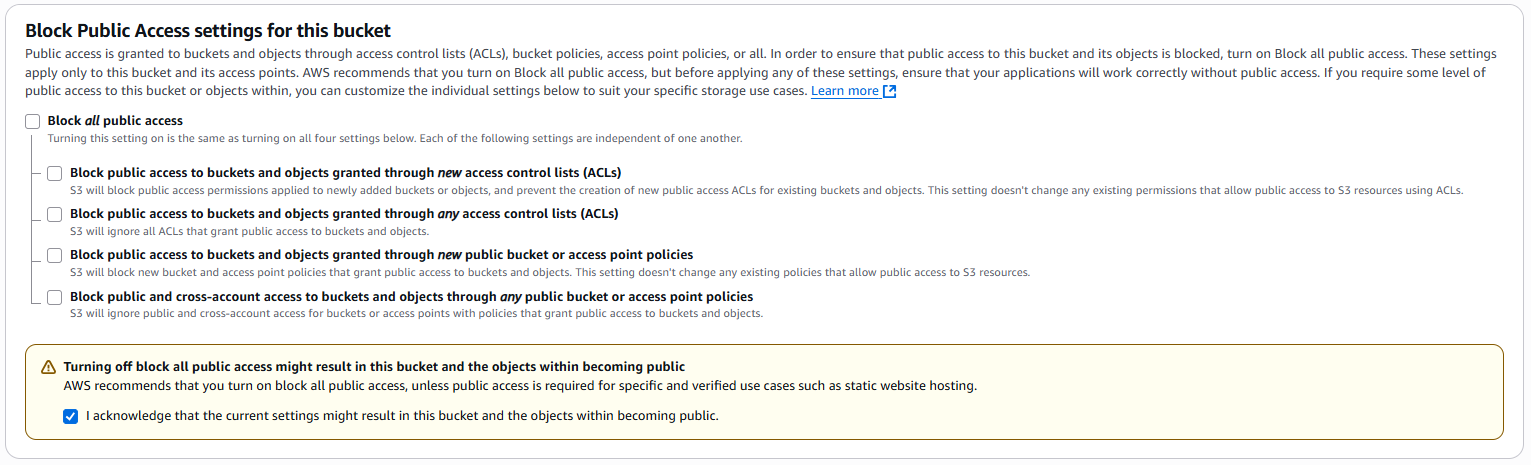 Block Public Access settings for this bucket
Public access is granted to buckets and objects through access control lists (ACLs), bucket policies, access point policies, or all. In order to ensure that public access to this bucket and its objects is blocked, turn on Block all public access. These settings
apply only to this bucket and its access points. AWS recommends that you turn on Block all public access, but before applying any of these settings, ensure that your applications will work correctly without public access. If you require some level of
public access to this bucket or objects within, you can customize the individual settings below to suit your specific storage use cases. Learn more
Block all public access
Turning this setting on is the same as turning on all four settings below. Each of the following settings are independent of one another.
Block public access to buckets and objects granted through new access control lists (ACLs)
S3 will block public access permissions applied to newly added buckets or objects, and prevent the creation of new public access ACLs for existing buckets and objects. This setting doesn't change any existing permissions that allow public access to S3 resources using ACLs.
Block public access to buckets and objects granted through any access control lists (ACLs)
S3 will ignore all ACLs that grant public access to buckets and objects.
Block public access to buckets and objects granted through new public bucket or access point policies
S3 will block new bucket and access point policies that grant public access to buckets and objects. This setting doesn't change any existing policies that allow public access to S3 resources.
Block public and cross-account access to buckets and objects through any public bucket or access point policies
S3 will ignore public and cross-account access for buckets or access points with policies that grant public access to buckets and objects.
Turning off block all public access might result in this bucket and the objects within becoming public
AWS recommends that you turn on block all public access, unless public access is required for specific and verified use cases such as static website hosting.
I acknowledge that the current settings might result in this bucket and the objects within becoming public.